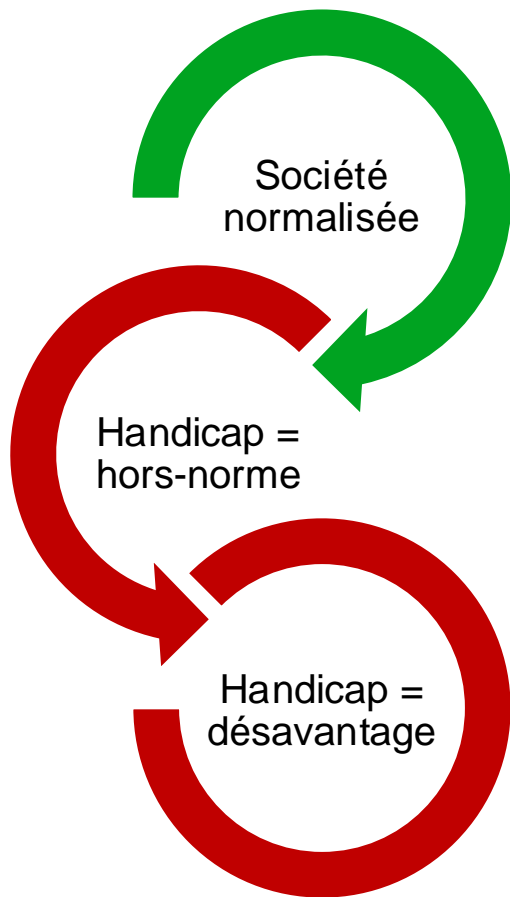 Société
normalisée
Handicap =
hors-norme
Handicap =
désavantage